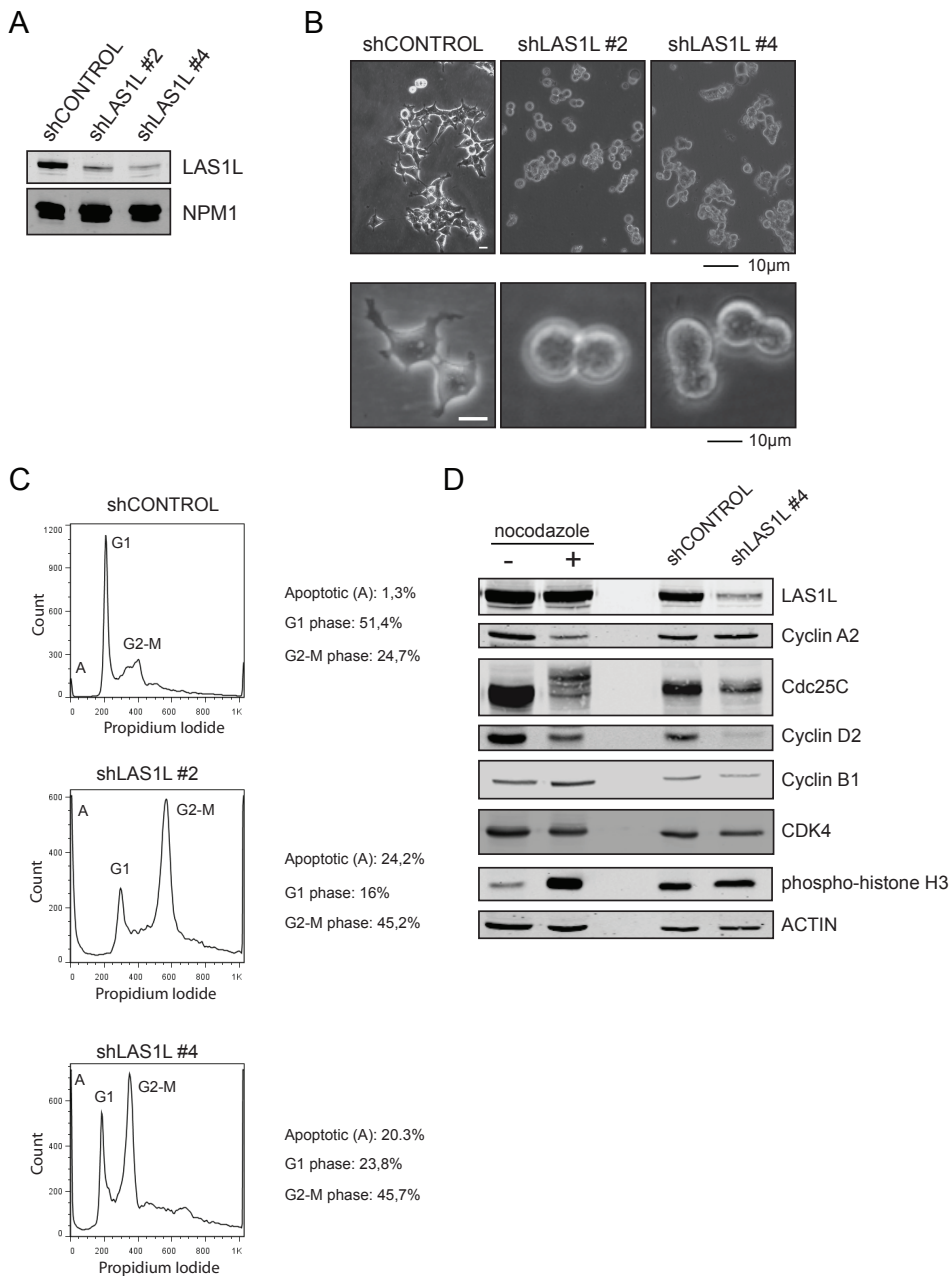 A
shCONTROL
shLAS1L #2
shLAS1L #4
LAS1L
NPM1
B
shCONTROL
shLAS1L #2
shLAS1L #4
10µm
10µm
C
shCONTROL
1200
900
600
300
0
Count
G1
G2-M
A
0 200 400 600 800 1K
Propidium Iodide
Apoptotic (A): 1,3%
G1 phase: 51,4%
G2-M phase: 24,7%
shLAS1L #2
600
400
200
0
Count
A
G1
G2-M
0 200 400 600 800 1K
Propidium Iodide
Apoptotic (A): 24,2%
G1 phase: 16%
G2-M phase: 45,2%
shLAS1L #4
600
400
200
0
Count
A
G1
G2-M
0 200 400 600 800 1K
Propidium Iodide
Apoptotic (A): 20.3%
G1 phase: 23,8%
G2-M phase: 45,7%
D
nocodazole
- +
shCONTROL
shLAS1L #4
LAS1L
Cyclin A2
Cdc25C
Cyclin D2
Cyclin B1
CDK4
phospho-histone H3
ACTIN